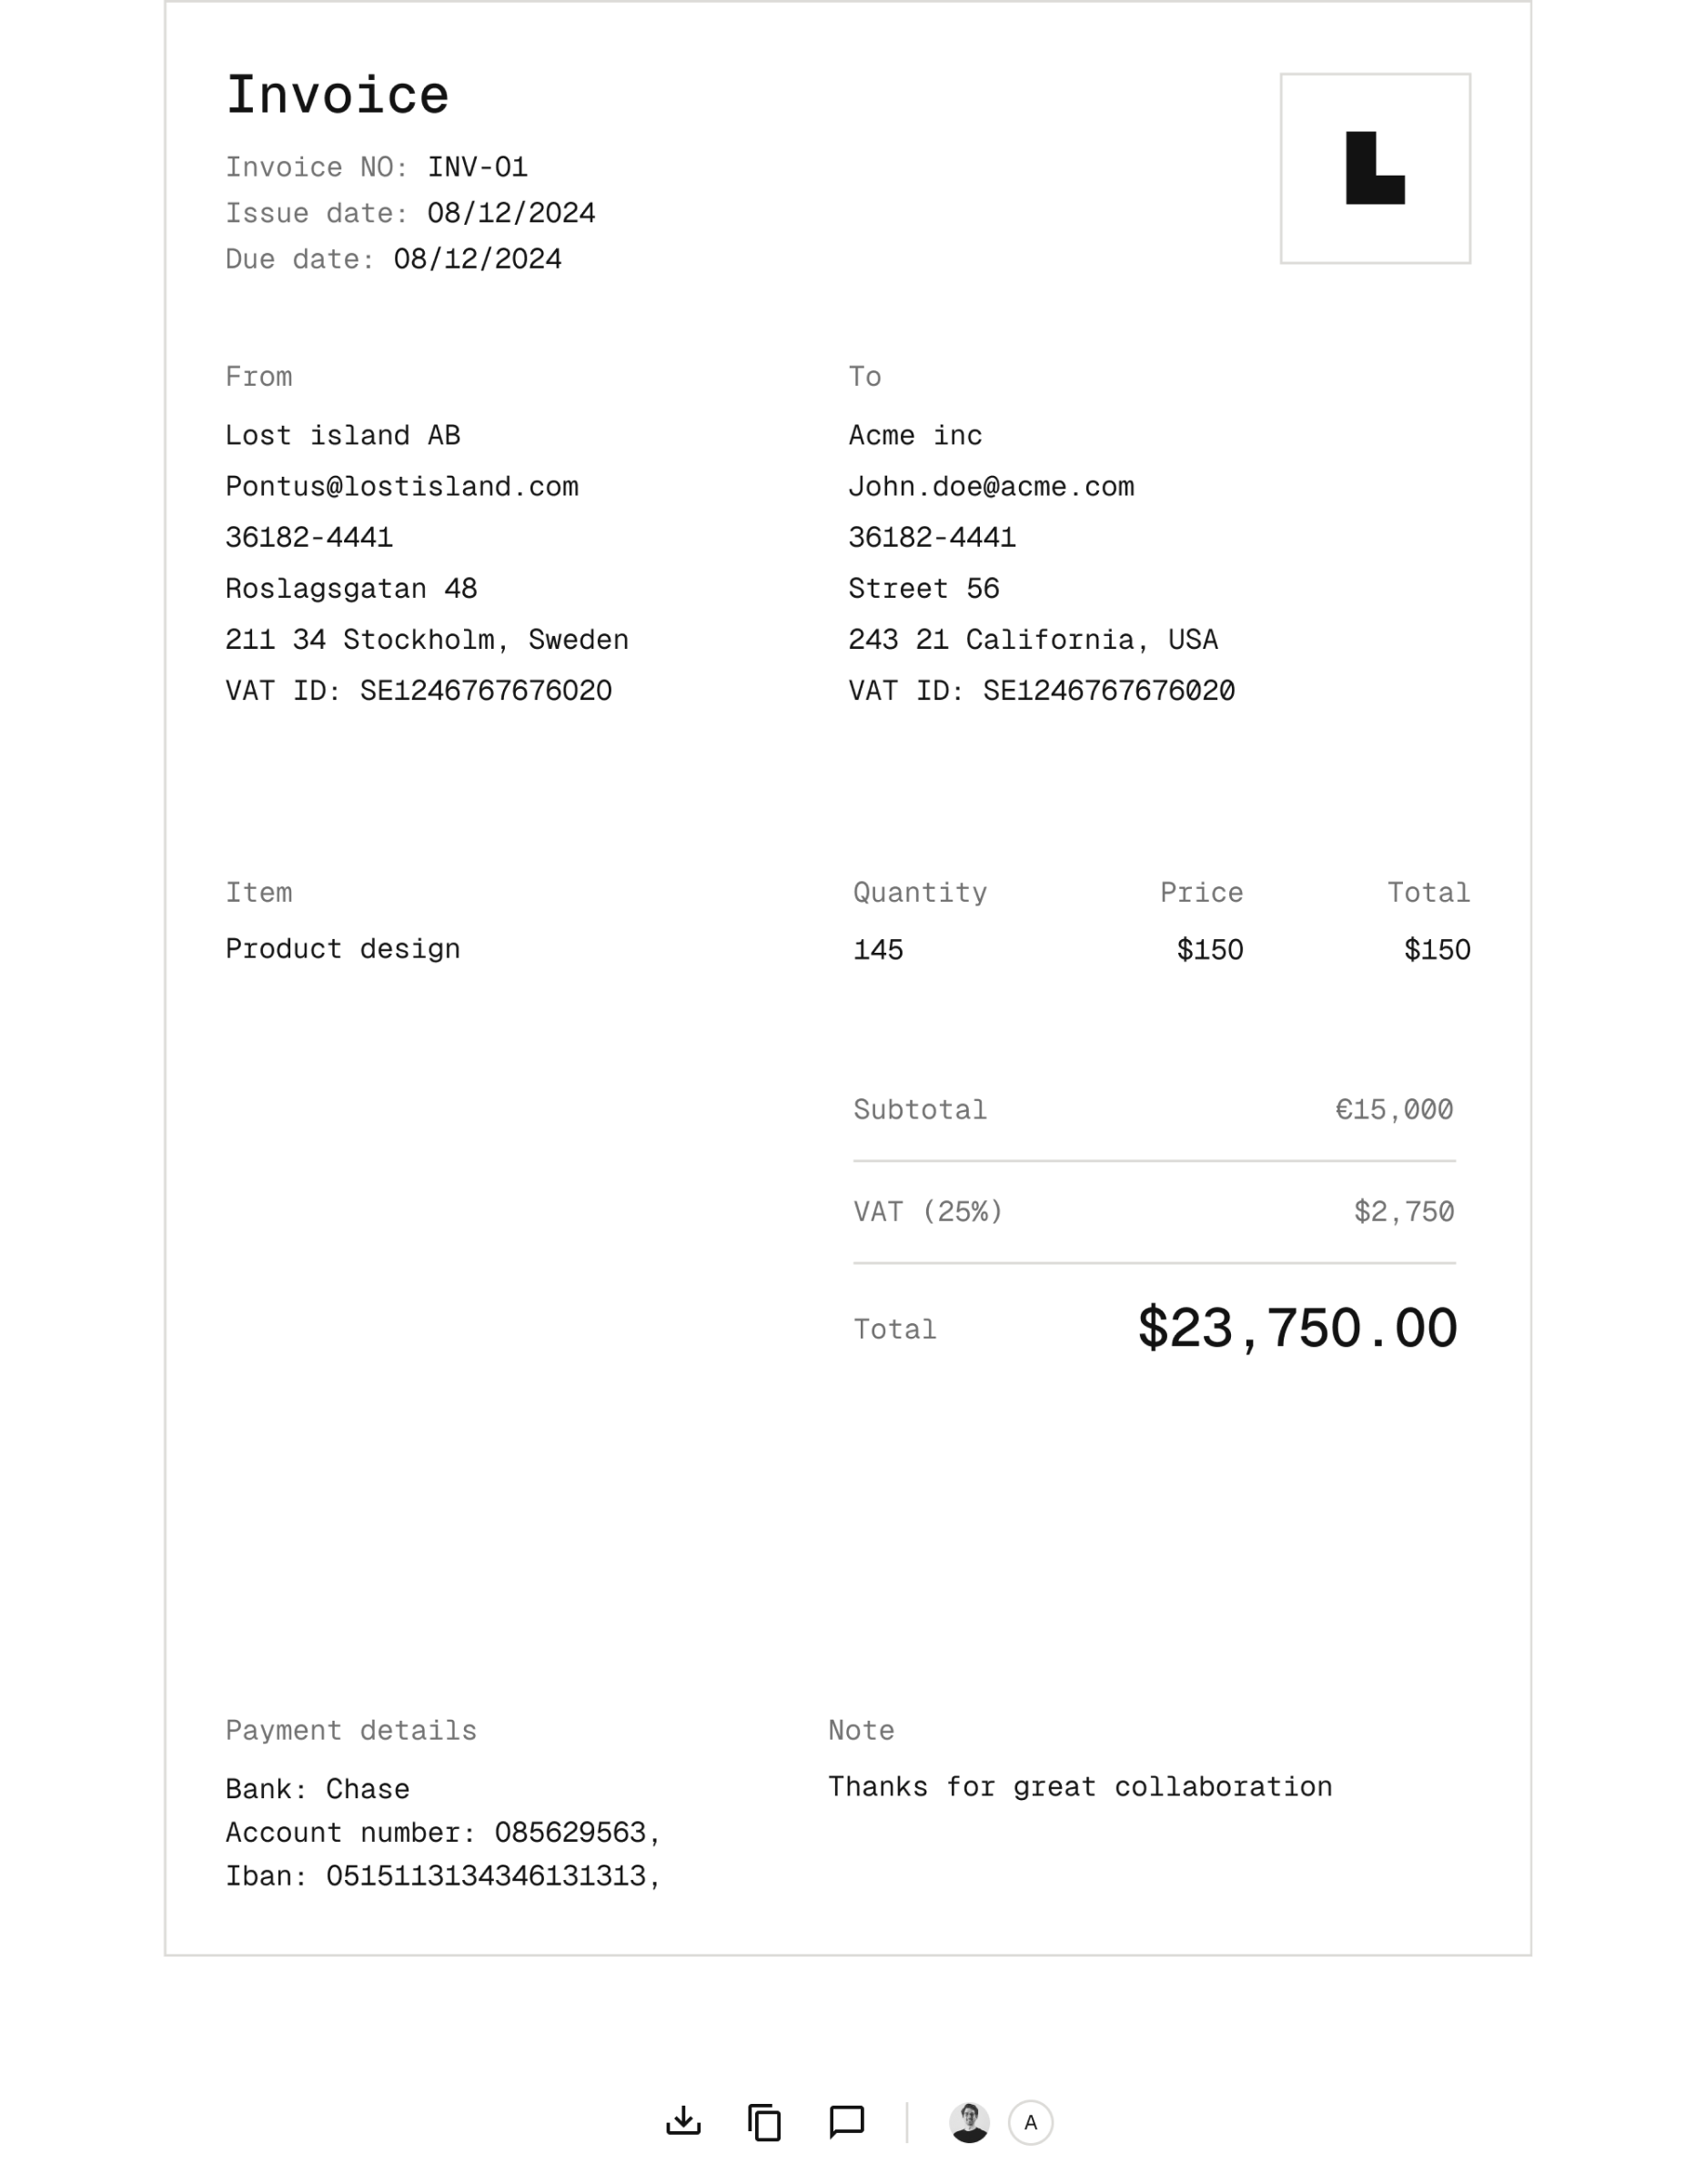 Invoice
Invoice NO: INV-01
Issue date: 08/12/2024
Due date: 08/12/2024
L
From
Lost island AB
Pontus@lostisland.com
36182-4441
Roslagsgatan 48
211 34 Stockholm, Sweden
VAT ID: SE1246767676020
To
Acme inc
John.doe@acme.com
36182-4441
Street 56
243 21 California, USA
VAT ID: SE1246767676020
Item Quantity Price Total
Product design 145 $150 $150
Subtotal €15,000
VAT (25%) $2,750
Total $23,750.00
Payment details
Bank: Chase
Account number: 085629563,
Iban: 0515113134346131313,
Note
Thanks for great collaboration
A